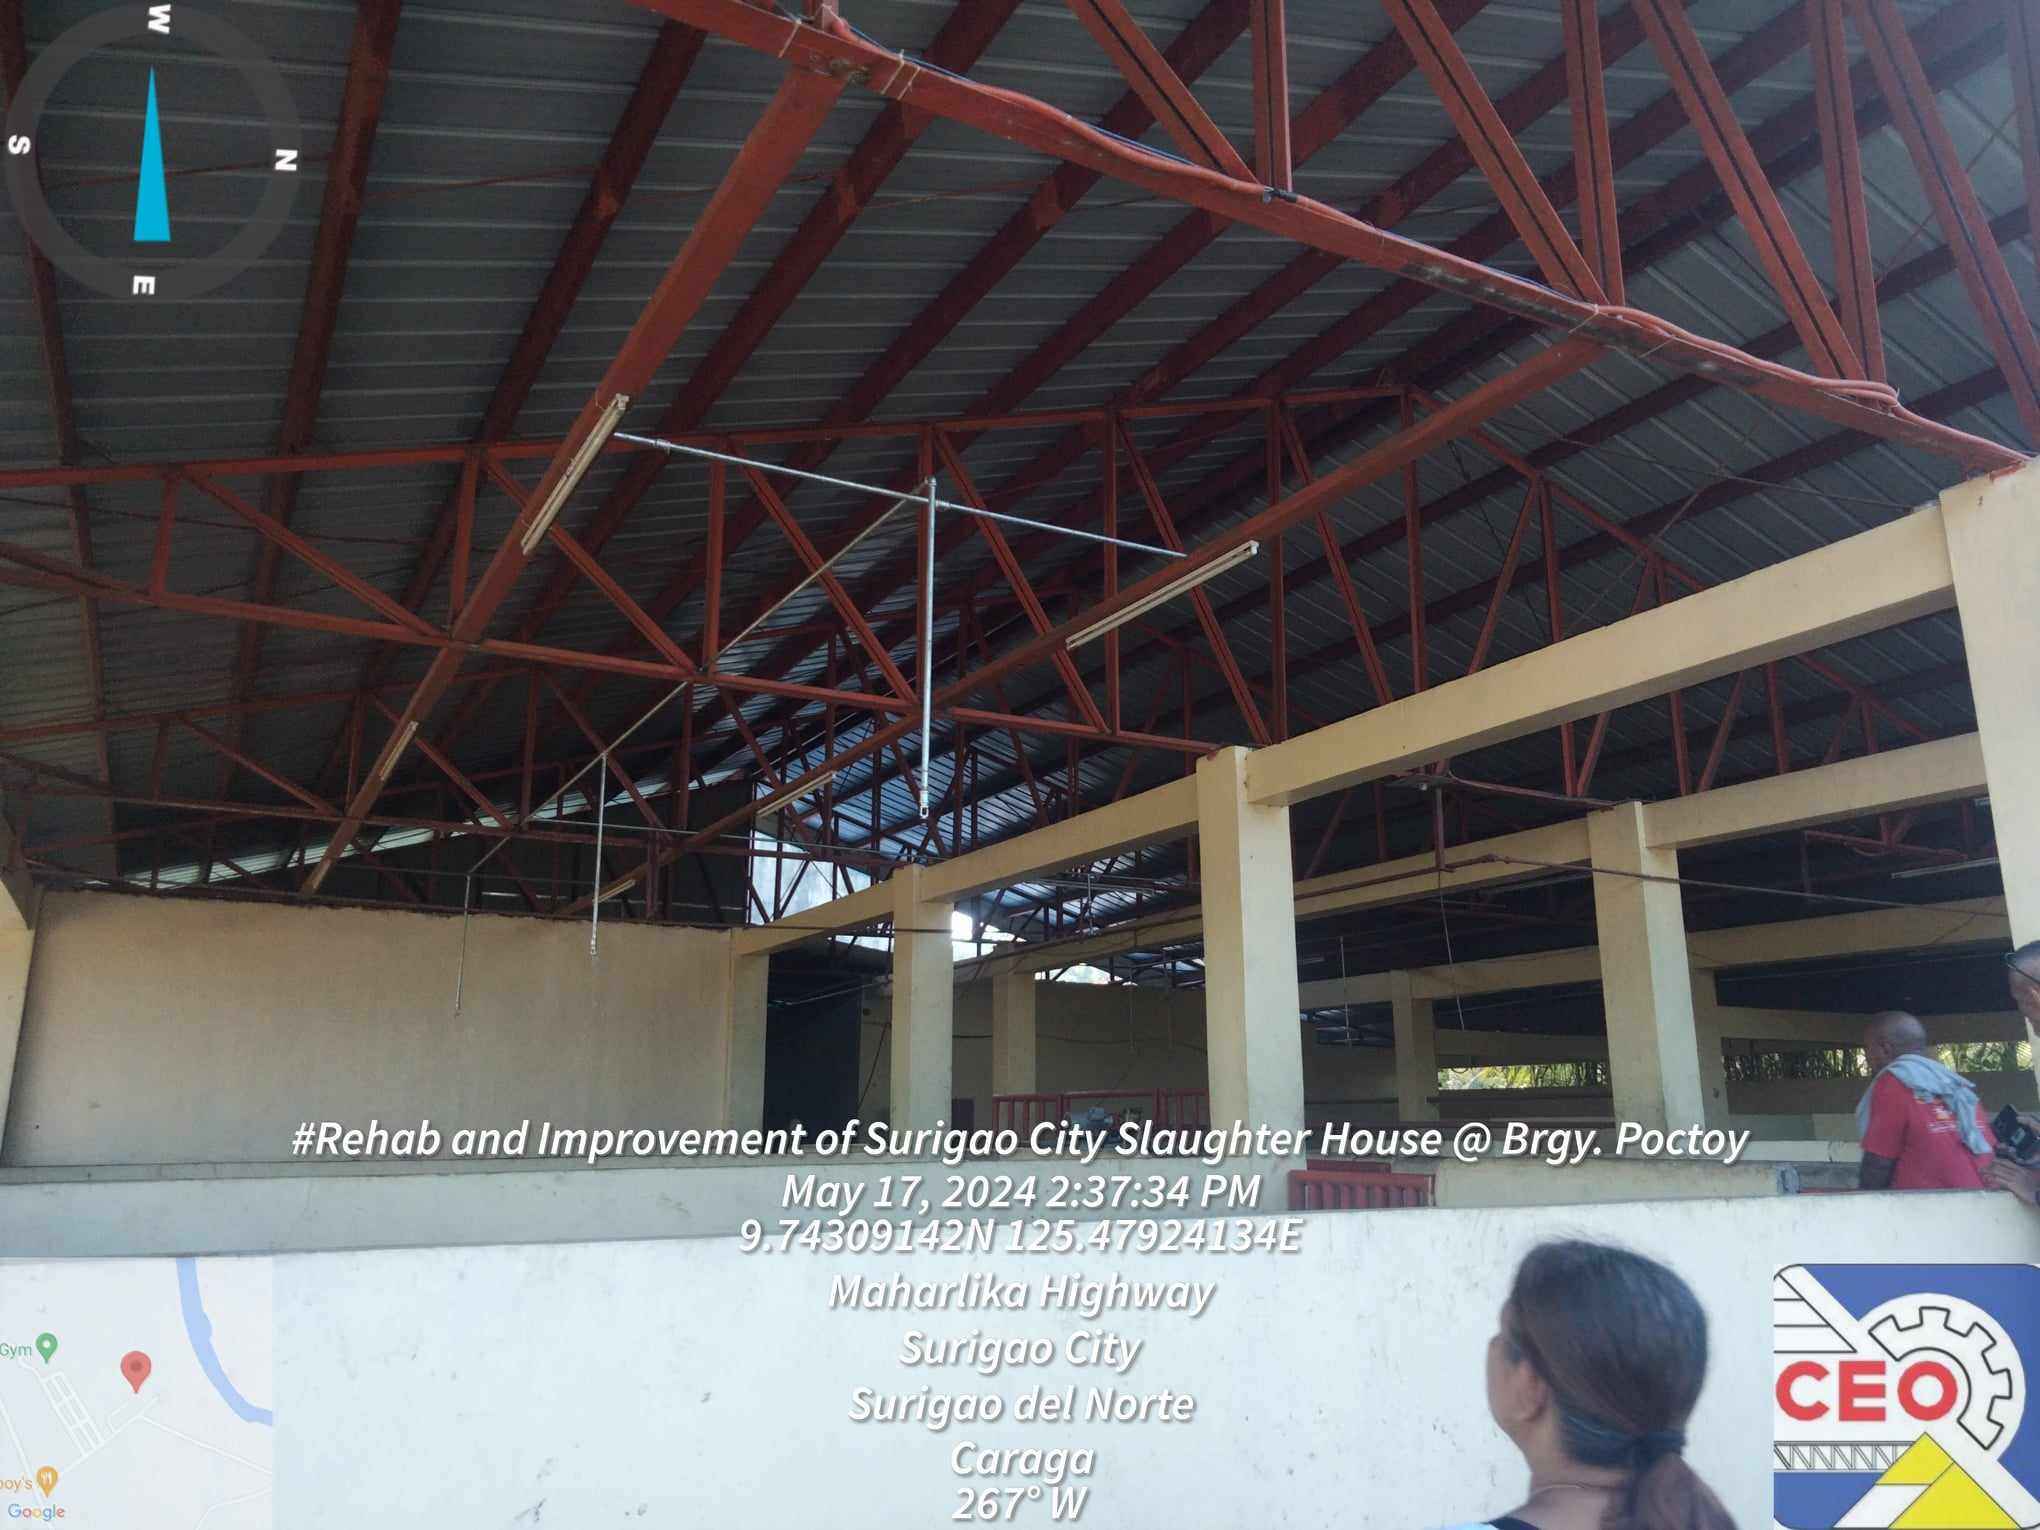 W
S
N
E
#Rehab and Improvement of Surigao City Slaughter House @ Brgy. Poctoy
May 17, 2024 2:37:34 PM
9.74309142N 125.47924134E
Maharlika Highway
Surigao City
Surigao del Norte
Caraga
267° W
Gym
Google
CEO